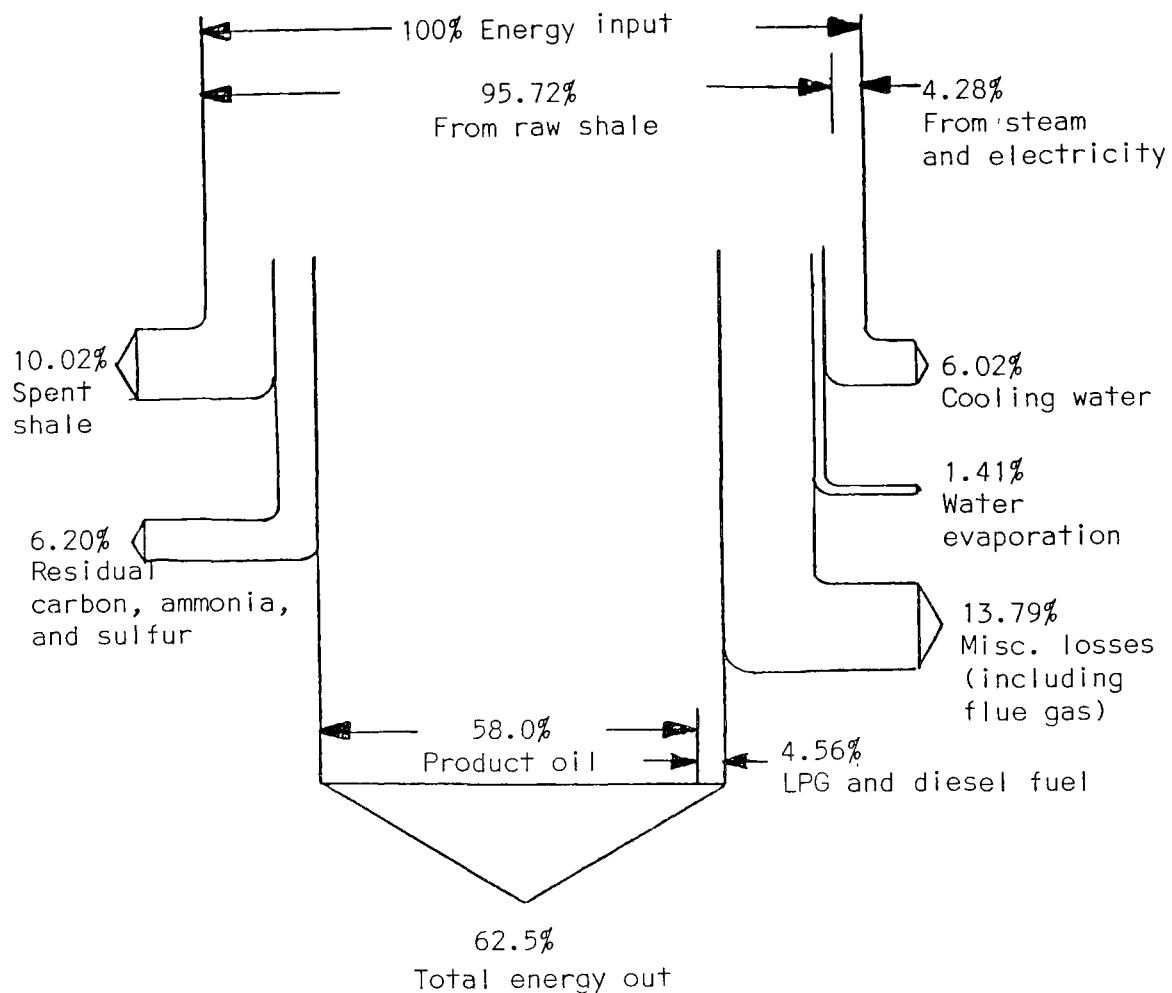 100% Energy input
95.72%
From raw shale
4.28%
From steam
and electricity
10.02%
Spent
shale
6.02%
Cooling water
1.41%
Water
evaporation
6.20%
Residual
carbon, ammonia,
and sulfur
13.79%
Misc. losses
(including
flue gas)
58.0%
Product oil
4.56%
LPG and diesel fuel
62.5%
Total energy out